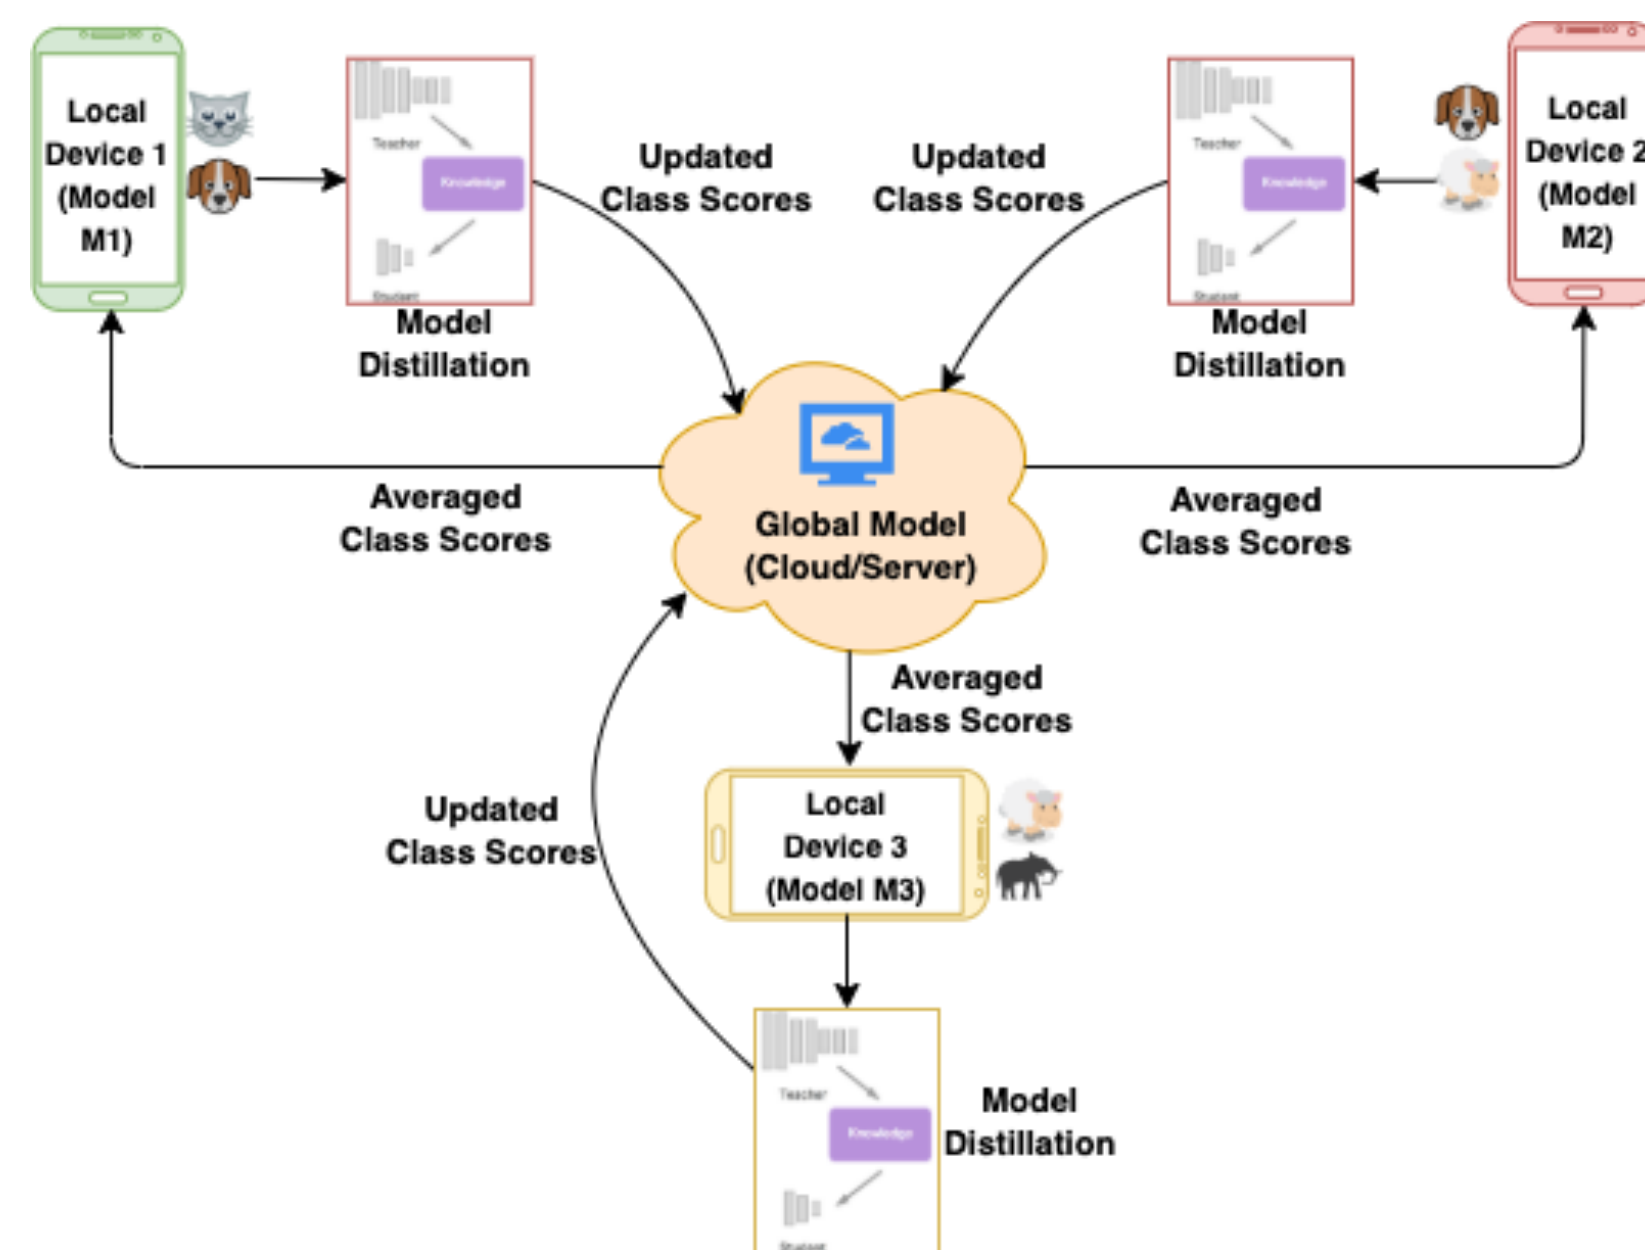 Local
Device 1
(Model
M1)
Teacher
Knowledge
Student
Model
Distillation
Updated
Class Scores
Updated
Class Scores
Teacher
Knowledge
Student
Model
Distillation
Local
Device 2
(Model
M2)
Averaged
Class Scores
Global Model
(Cloud/Server)
Averaged
Class Scores
Averaged
Class Scores
Updated
Class Scores
Local
Device 3
(Model M3)
Teacher
Knowledge
Student
Model
Distillation